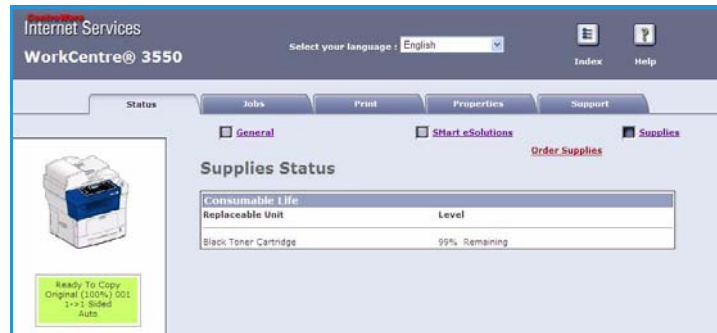 CentreWare
Internet Services
WorkCentre® 3550
Select your language : English
Index
Help
Status
Jobs
Print
Properties
Support
General
SMart eSolutions
Supplies
Order Supplies
Supplies Status
Consumable Life
Replaceable Unit Level
Black Toner Cartridge 99% Remaining
Ready To Copy
Original (100%) 001
1->1 Sided
Auto